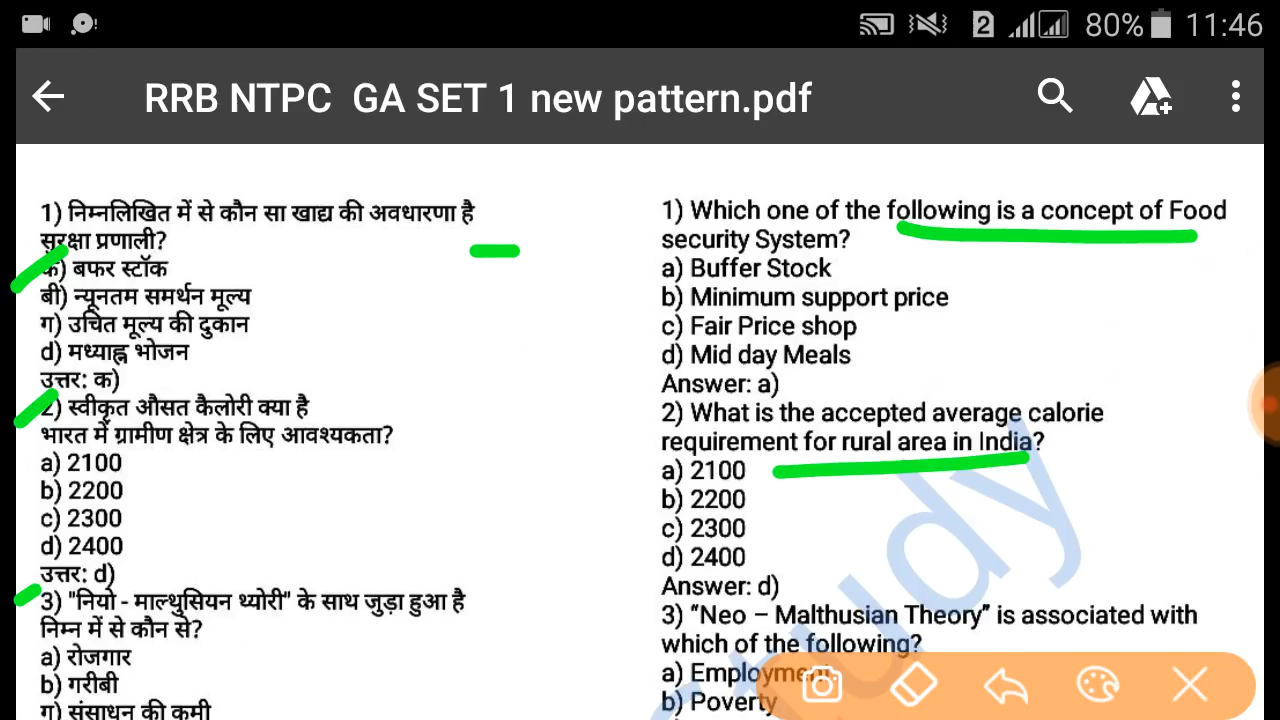 80% 11:46
RRB NTPC GA SET 1 new pattern.pdf
1) निम्नलिखित में से कौन सा खाद्य की अवधारणा है
सुरक्षा प्रणाली?
क) बफर स्टॉक
बी) न्यूनतम समर्थन मूल्य
ग) उचित मूल्य की दुकान
d) मध्याह्न भोजन
उत्तर: क)
2) स्वीकृत औसत कैलोरी क्या है
भारत में ग्रामीण क्षेत्र के लिए आवश्यकता?
a) 2100
b) 2200
c) 2300
d) 2400
उत्तर: d)
3) "नियो - माल्थुसियन थ्योरी" के साथ जुड़ा हुआ है
निम्न में से कौन से?
a) रोजगार
b) गरीबी
ग) संसाधन की कमी
1) Which one of the following is a concept of Food
security System?
a) Buffer Stock
b) Minimum support price
c) Fair Price shop
d) Mid day Meals
Answer: a)
2) What is the accepted average calorie
requirement for rural area in India?
a) 2100
b) 2200
c) 2300
d) 2400
Answer: d)
3) “Neo – Malthusian Theory” is associated with
which of the following?
a) Employment
b) Poverty
study